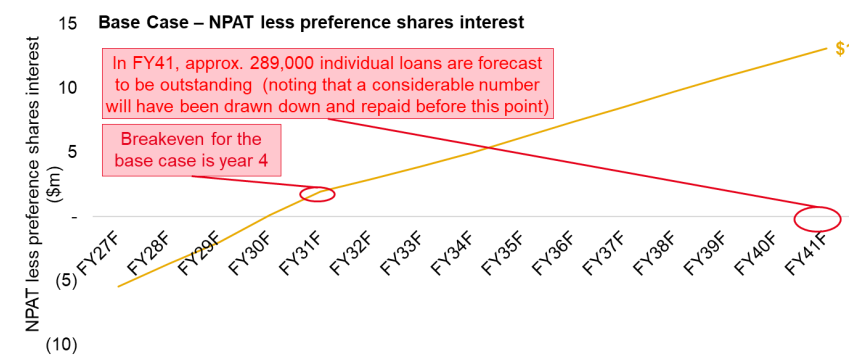 Base Case – NPAT less preference shares interest
NPAT less preference shares interest
($m)
15
10
5
-
(5)
(10)
In FY41, approx. 289,000 individual loans are forecast
to be outstanding (noting that a considerable number
will have been drawn down and repaid before this point)
Breakeven for the
base case is year 4
FY27F
FY28F
FY29F
FY30F
FY31F
FY32F
FY33F
FY34F
FY35F
FY36F
FY37F
FY38F
FY39F
FY40F
FY41F